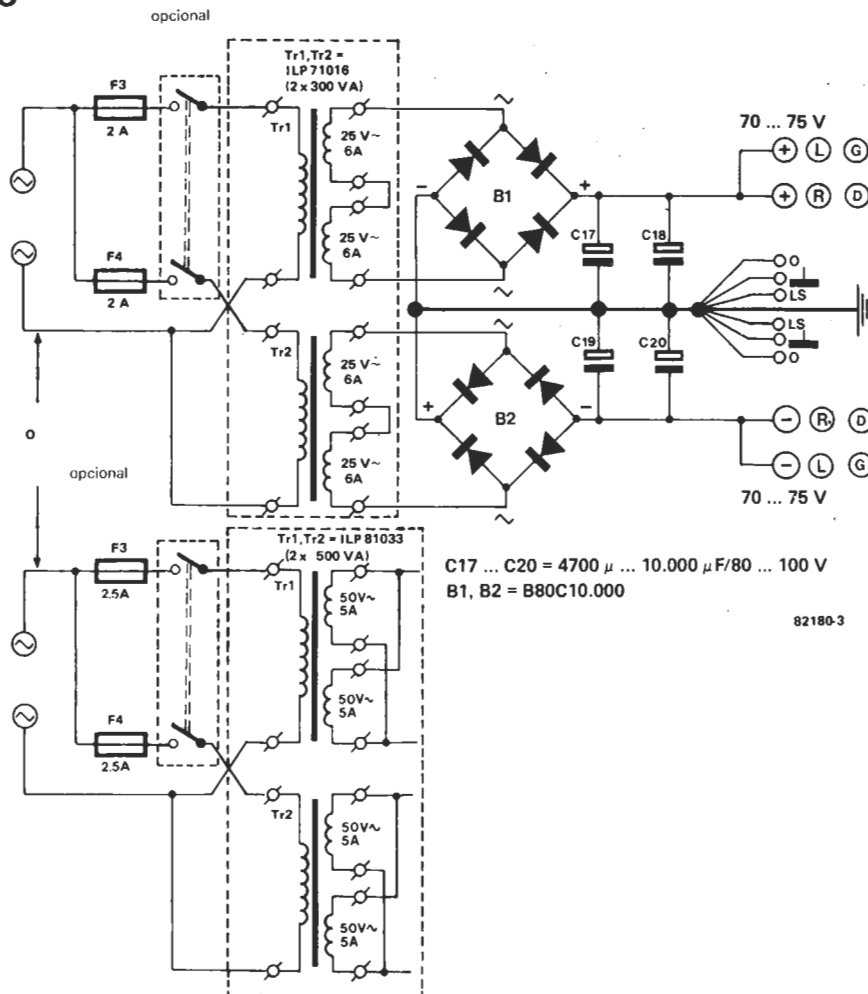 opcional
Tr1,Tr2 =
ILP 71016
(2 x 300 VA)
F3
2 A
Tr1
25 V~
6A
25 V~
6A
~
B1
-
+
~
70 ... 75 V
+ L G
+ R D
C17
C18
O
LS
LS
O
F4
2 A
Tr2
25 V~
6A
25 V~
6A
~
B2
+
-
~
C19
C20
- R D
- L G
70 ... 75 V
o
opcional
Tr1,Tr2 = ILP 81033
(2 x 500 VA)
F3
2.5A
Tr1
50V~
5A
50V~
5A
F4
2.5A
Tr2
50V~
5A
50V~
5A
C17 ... C20 = 4700 µ ... 10.000 µF/80 ... 100 V
B1, B2 = B80C10.000
82180-3